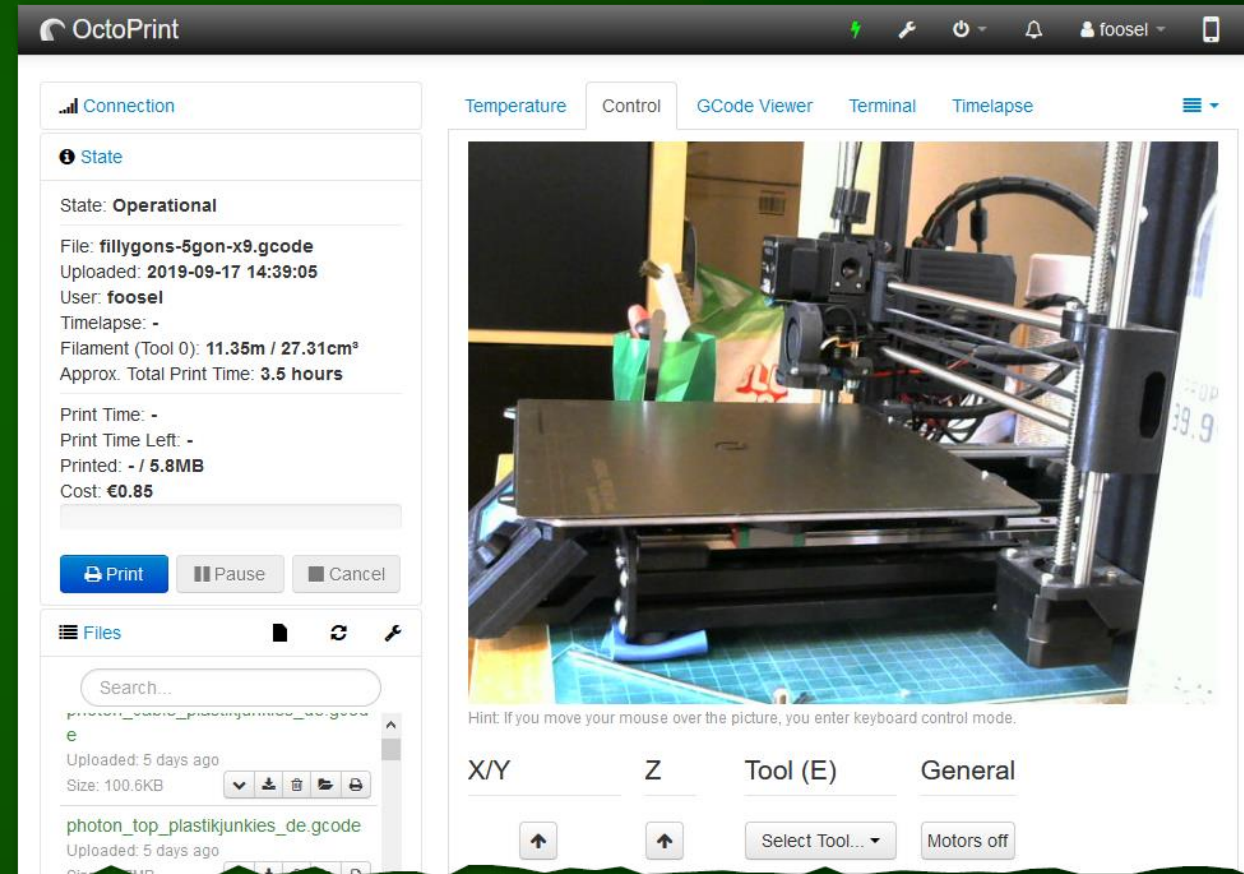 OctoPrint
foosel
Connection
State
State: Operational
File: fillygons-5gon-x9.gcode
Uploaded: 2019-09-17 14:39:05
User: foosel
Timelapse: -
Filament (Tool 0): 11.35m / 27.31cm³
Approx. Total Print Time: 3.5 hours
Print Time: -
Print Time Left: -
Printed: - / 5.8MB
Cost: €0.85
Print Pause Cancel
Files
Search...
photon_cable_plastikjunkies_de.gcod
e
Uploaded: 5 days ago
Size: 100.6KB
photon_top_plastikjunkies_de.gcode
Uploaded: 5 days ago
Temperature Control GCode Viewer Terminal Timelapse
Hint: If you move your mouse over the picture, you enter keyboard control mode.
X/Y Z Tool (E) General
Select Tool... Motors off